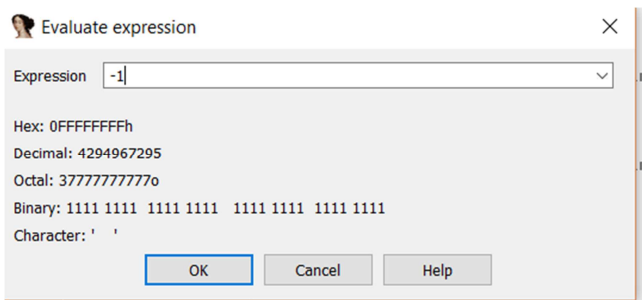 Evaluate expression
Expression -1
Hex: 0FFFFFFFFh
Decimal: 4294967295
Octal: 37777777777o
Binary: 1111 1111 1111 1111 1111 1111 1111 1111
Character: ' '
OK Cancel Help